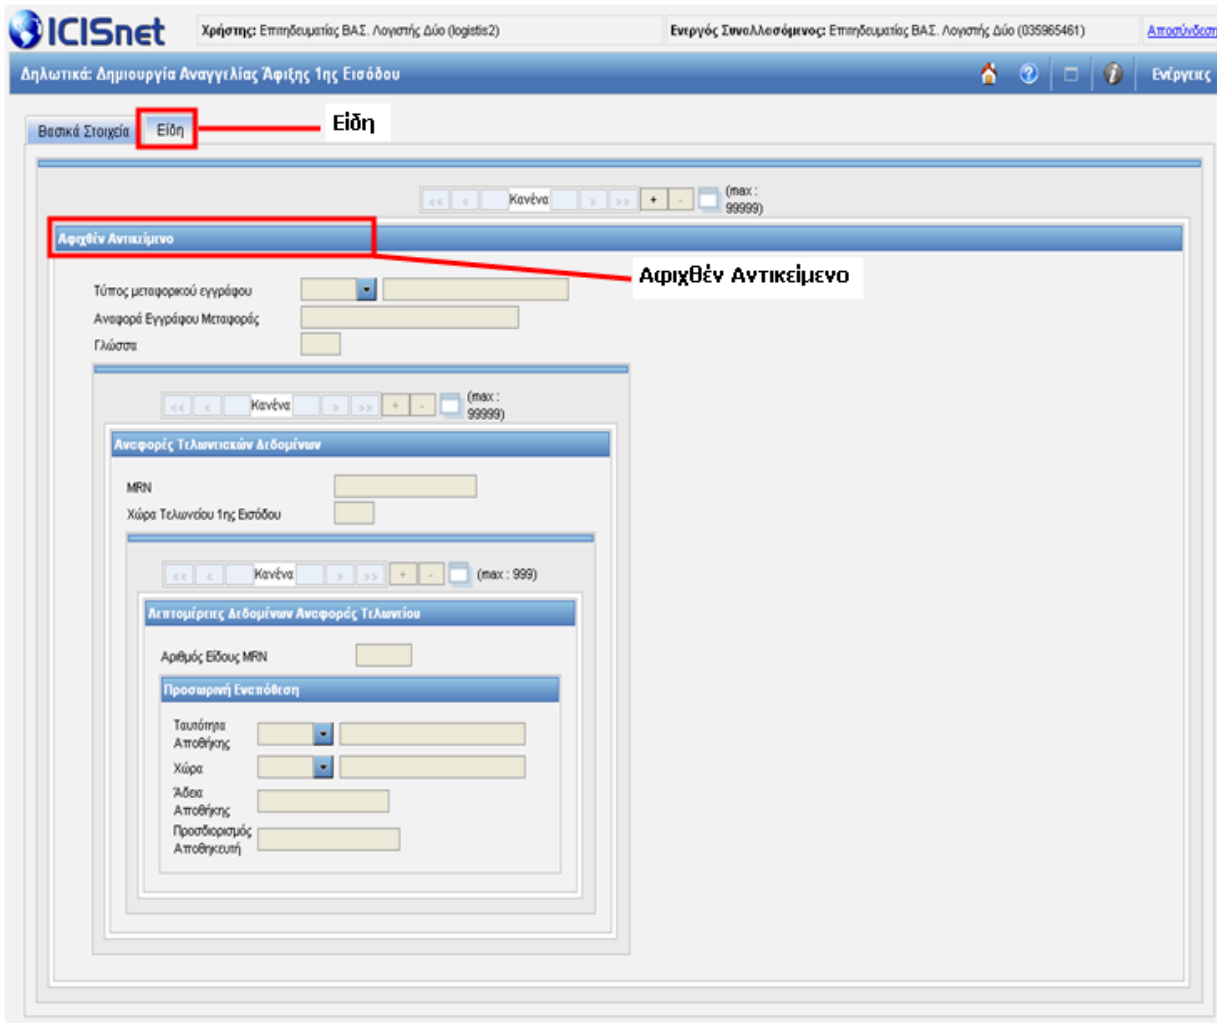 ICISnet Χρήστης: Επιτηδευματίας ΒΑΣ. Λογιστής Δύο (logistis2) Ενεργός Συναλλασόμενος: Επιτηδευματίας ΒΑΣ. Λογιστής Δύο (035965461) Αποσύνδεση
Δηλωτικά: Δημιουργία Αναγγελίας Άφιξης 1ης Εισόδου Ενέργειες
Βασικά Στοιχεία Είδη Είδη
<< < Κανένα > >> + - (max :
99999)
Αφιχθέν Αντικείμενο
Αφιχθέν Αντικείμενο
Τύπος μεταφορικού εγγράφου
Αναφορά Εγγράφου Μεταφοράς
Γλώσσα
<< < Κανένα > >> + - (max :
99999)
Αναφορές Τελωνειακών Δεδομένων
MRN
Χώρα Τελωνείου 1ης Εισόδου
<< < Κανένα > >> + - (max : 999)
Λεπτομέρειες Δεδομένων Αναφοράς Τελωνείου
Αριθμός Είδους MRN
Προσωρινή Εναπόθεση
Ταυτότητα
Αποθήκης
Χώρα
Άδεια
Αποθήκης
Προσδιορισμός
Αποθηκευτή